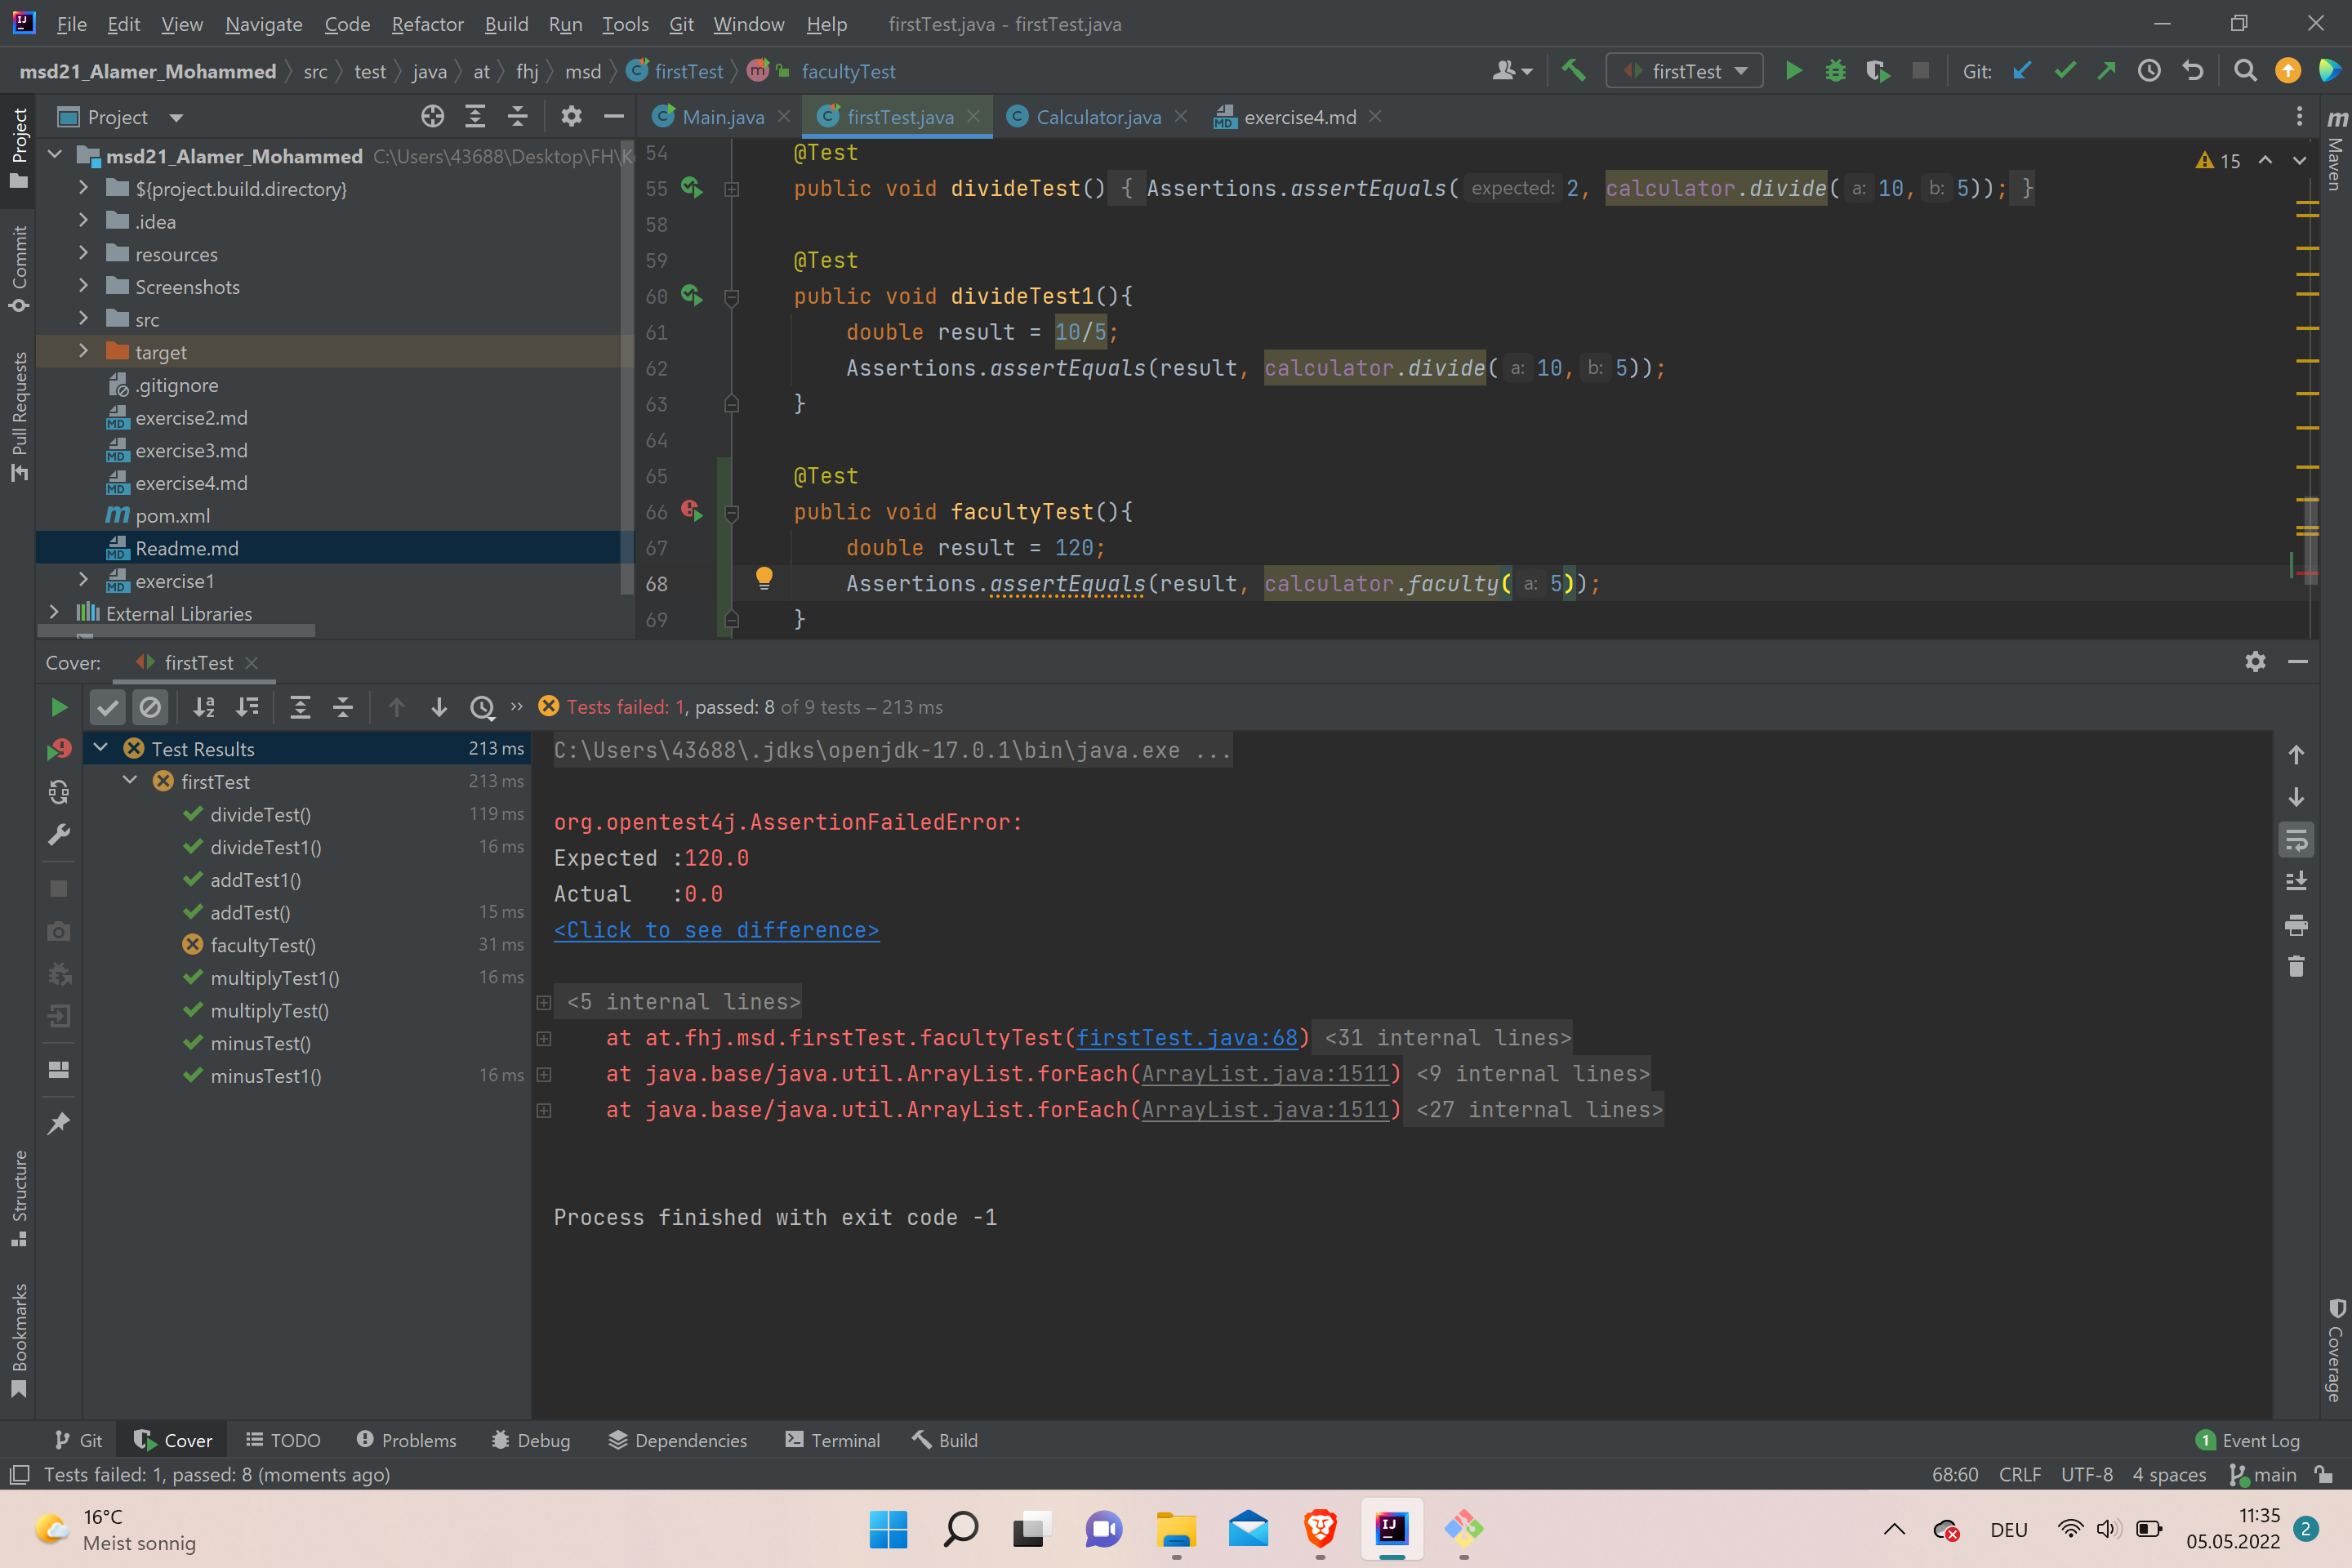 File Edit View Navigate Code Refactor Build Run Tools Git Window Help firstTest.java - firstTest.java
msd21_Alamer_Mohammed src test java at fhj msd firstTest facultyTest firstTest Git:
Project
Main.java firstTest.java Calculator.java exercise4.md
msd21_Alamer_Mohammed C:\Users\43688\Desktop\FH\K
${project.build.directory}
.idea
resources
Screenshots
src
target
.gitignore
exercise2.md
exercise3.md
exercise4.md
pom.xml
Readme.md
exercise1
External Libraries
Project
Commit
Pull Requests
Structure
Bookmarks
Maven
Coverage
15
54 @Test
55 public void divideTest() { Assertions.assertEquals( expected: 2, calculator.divide( a: 10, b: 5)); }
58
59 @Test
60 public void divideTest1(){
61 double result = 10/5;
62 Assertions.assertEquals(result, calculator.divide( a: 10, b: 5));
63 }
64
65 @Test
66 public void facultyTest(){
67 double result = 120;
68 Assertions.assertEquals(result, calculator.faculty( a: 5));
69 }
Cover: firstTest
Tests failed: 1, passed: 8 of 9 tests – 213 ms
Test Results 213 ms
firstTest 213 ms
divideTest() 119 ms
divideTest1() 16 ms
addTest1()
addTest() 15 ms
facultyTest() 31 ms
multiplyTest1() 16 ms
multiplyTest()
minusTest()
minusTest1() 16 ms
C:\Users\43688\.jdks\openjdk-17.0.1\bin\java.exe ...
org.opentest4j.AssertionFailedError:
Expected :120.0
Actual :0.0
<Click to see difference>
<5 internal lines>
at at.fhj.msd.firstTest.facultyTest(firstTest.java:68) <31 internal lines>
at java.base/java.util.ArrayList.forEach(ArrayList.java:1511) <9 internal lines>
at java.base/java.util.ArrayList.forEach(ArrayList.java:1511) <27 internal lines>
Process finished with exit code -1
Git Cover TODO Problems Debug Dependencies Terminal Build 1 Event Log
Tests failed: 1, passed: 8 (moments ago) 68:60 CRLF UTF-8 4 spaces main
16°C
Meist sonnig
DEU
11:35
05.05.2022
2